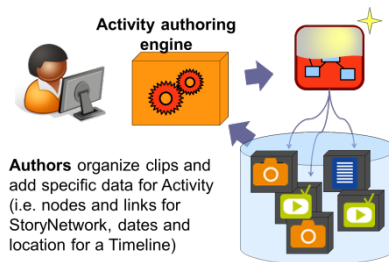 Activity authoring
engine
Authors organize clips and
add specific data for Activity
(i.e. nodes and links for
StoryNetwork, dates and
location for a Timeline)